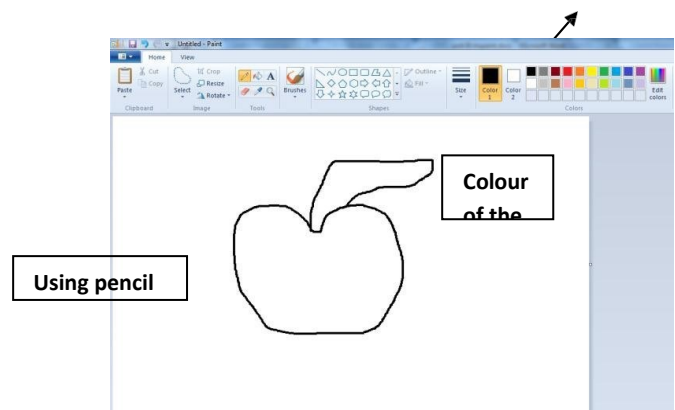 Untitled - Paint
Home View
Cut
Copy
Paste
Clipboard
Crop
Resize
Rotate
Select
Image
A
Tools
Brushes
Outline
Fill
Shapes
Size
Color
1
Color
2
Colors
Edit
colors
Colour
of the
Using pencil